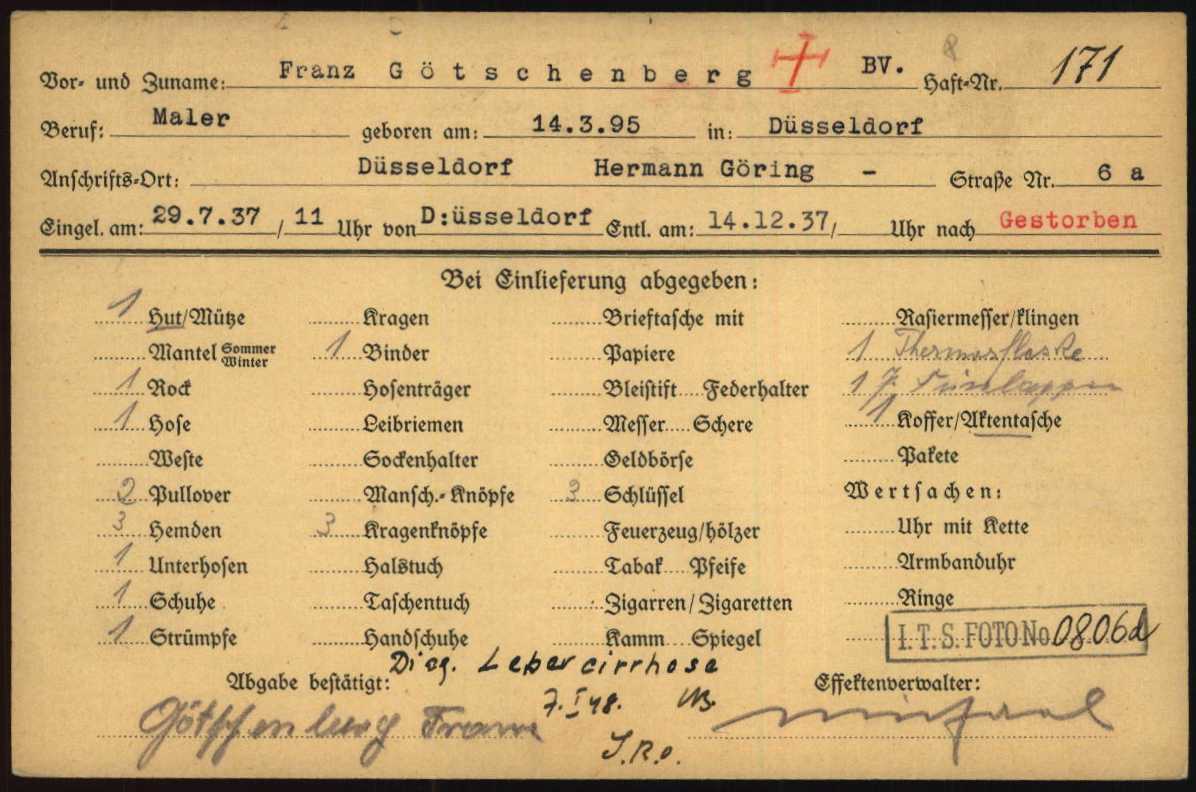 Vor- und Zuname: Franz Götschenberg BV. Haft-Nr. 171
Beruf: Maler geboren am: 14.3.95 in: Düsseldorf
Anschrifts-Ort: Düsseldorf Hermann Göring - Straße Nr. 6 a
Eingel. am: 29.7.37 / 11 Uhr von D:üsseldorf Entl. am: 14.12.37/ Uhr nach Gestorben
Bei Einlieferung abgegeben:
1 Hut/Mütze Kragen Brieftasche mit Rasiermesser/klingen
Mantel Sommer Winter 1 Binder Papiere 1 Thermosflaske
1 Rock Hosenträger Bleistift Federhalter 1
1 Hose Leibriemen Messer Schere 1 Koffer/Aktentasche
Weste Sockenhalter Geldbörse Pakete
2 Pullover Mansch.-Knöpfe 3 Schlüssel Wertsachen:
3 Hemden 3 Kragenknöpfe Feuerzeug/hölzer Uhr mit Kette
1 Unterhosen Halstuch Tabak Pfeife Armbanduhr
1 Schuhe Taschentuch Zigarren/Zigaretten Ringe
1 Strümpfe Handschuhe Kamm Spiegel I.T.S. FOTO No 0806d
Diag. Lebercirrhose
Abgabe bestätigt: 7. I 48. Effektenverwalter:
Götschenberg Franz
I.R.O.